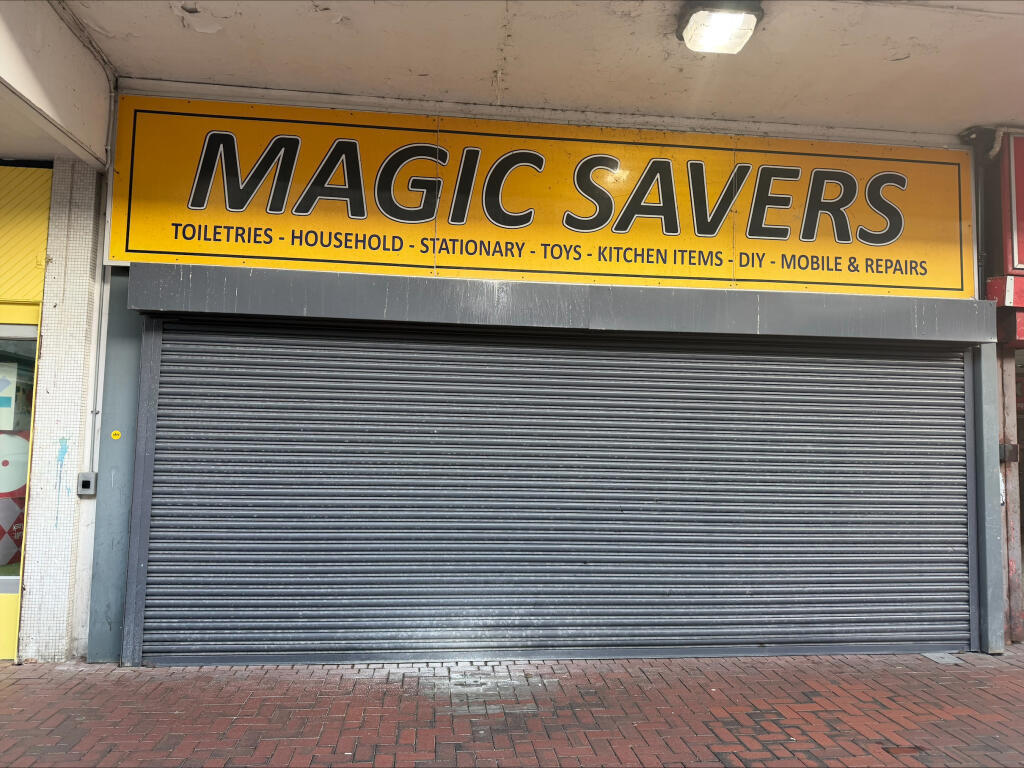 MAGIC SAVERS
TOILETRIES - HOUSEHOLD - STATIONARY - TOYS - KITCHEN ITEMS - DIY - MOBILE & REPAIRS